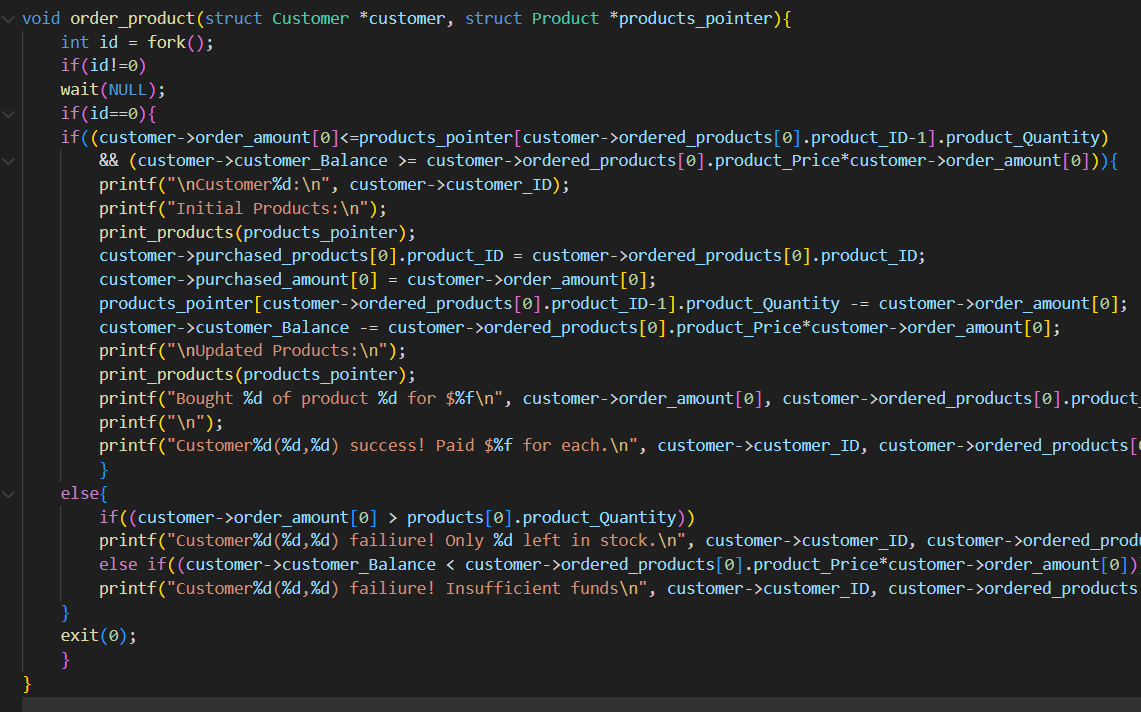 void order_product(struct Customer *customer, struct Product *products_pointer){
    int id = fork();
    if(id!=0)
    wait(NULL);
    if(id==0){
    if((customer->order_amount[0]<=products_pointer[customer->ordered_products[0].product_ID-1].product_Quantity)
        && (customer->customer_Balance >= customer->ordered_products[0].product_Price*customer->order_amount[0])){
        printf("\nCustomer%d:\n", customer->customer_ID);
        printf("Initial Products:\n");
        print_products(products_pointer);
        customer->purchased_products[0].product_ID = customer->ordered_products[0].product_ID;
        customer->purchased_amount[0] = customer->order_amount[0];
        products_pointer[customer->ordered_products[0].product_ID-1].product_Quantity -= customer->order_amount[0];
        customer->customer_Balance -= customer->ordered_products[0].product_Price*customer->order_amount[0];
        printf("\nUpdated Products:\n");
        print_products(products_pointer);
        printf("Bought %d of product %d for $%f\n", customer->order_amount[0], customer->ordered_products[0].product_
        printf("\n");
        printf("Customer%d(%d,%d) success! Paid $%f for each.\n", customer->customer_ID, customer->ordered_products[
        }
    else{
        if((customer->order_amount[0] > products[0].product_Quantity))
        printf("Customer%d(%d,%d) failiure! Only %d left in stock.\n", customer->customer_ID, customer->ordered_produ
        else if((customer->customer_Balance < customer->ordered_products[0].product_Price*customer->order_amount[0])
        printf("Customer%d(%d,%d) failiure! Insufficient funds\n", customer->customer_ID, customer->ordered_products
    }
    exit(0);
    }
}